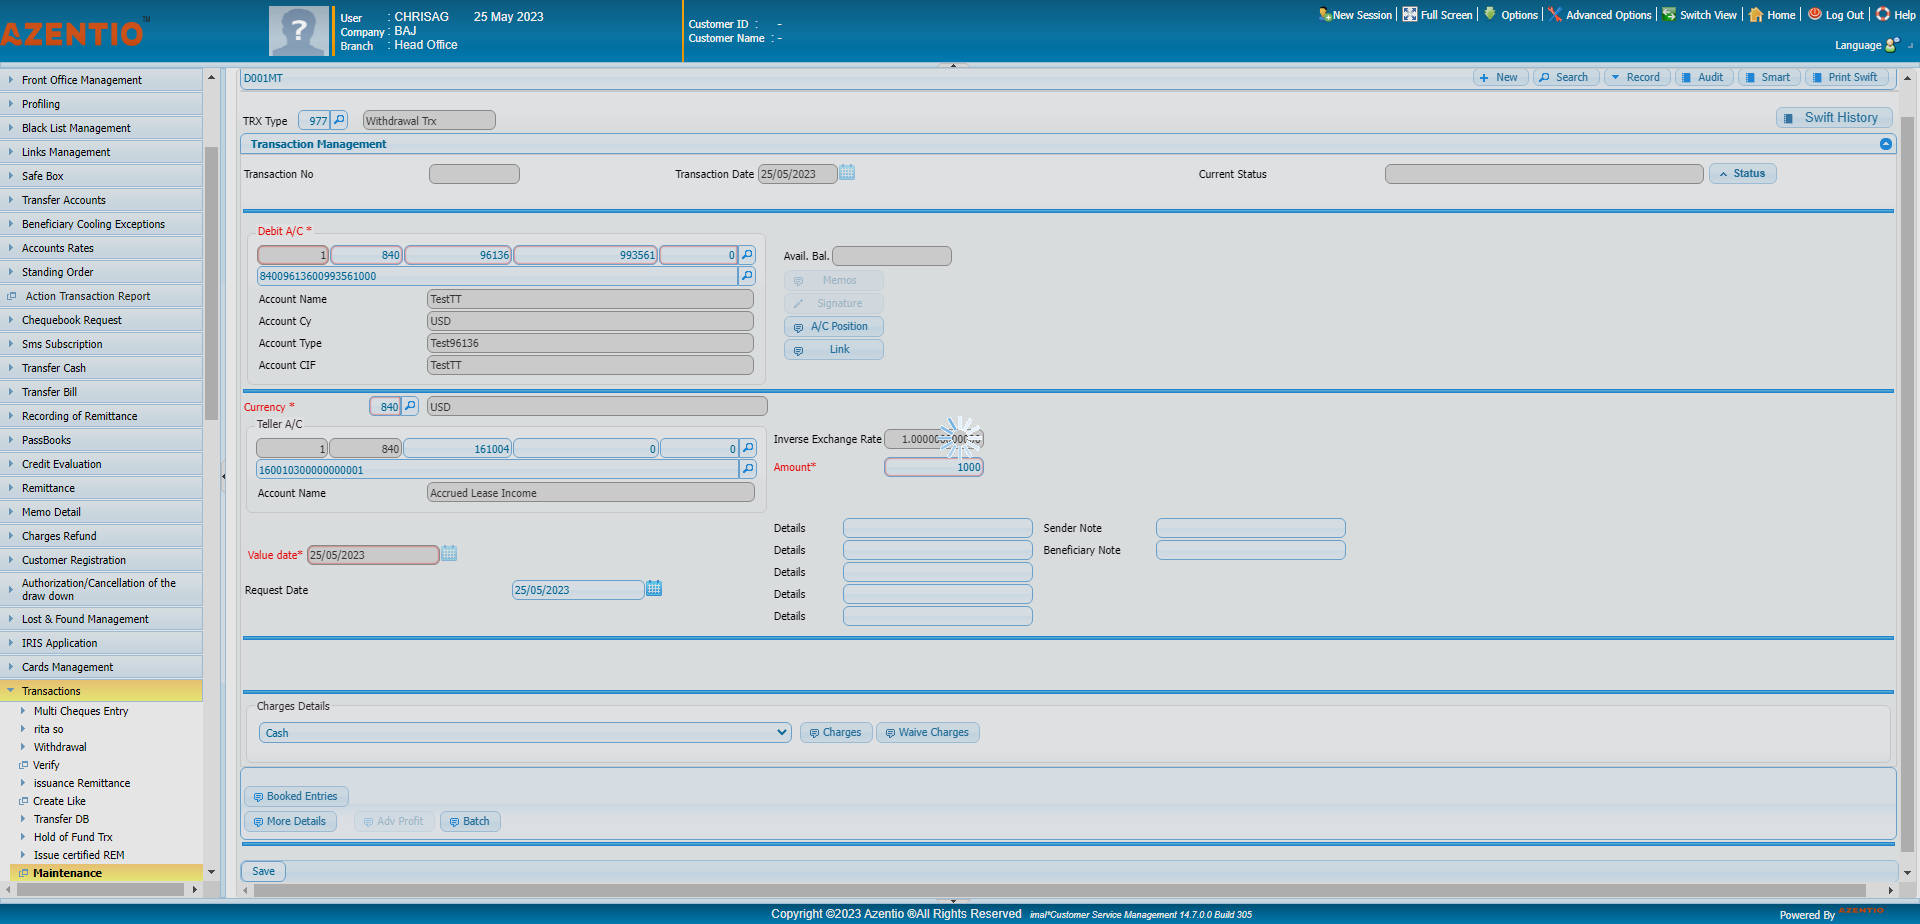 AZENTIO™
User : CHRISAG 25 May 2023
Company : BAJ
Branch : Head Office
Customer ID : -
Customer Name : -
New Session Full Screen Options Advanced Options Switch View Home Log Out Help
Language
Front Office Management
Profiling
Black List Management
Links Management
Safe Box
Transfer Accounts
Beneficiary Cooling Exceptions
Accounts Rates
Standing Order
Action Transaction Report
Chequebook Request
Sms Subscription
Transfer Cash
Transfer Bill
Recording of Remittance
PassBooks
Credit Evaluation
Remittance
Memo Detail
Charges Refund
Customer Registration
Authorization/Cancellation of the
draw down
Lost & Found Management
IRIS Application
Cards Management
Transactions
Multi Cheques Entry
rita so
Withdrawal
Verify
issuance Remittance
Create Like
Transfer DB
Hold of Fund Trx
Issue certified REM
Maintenance
D001MT
New Search Record Audit Smart Print Swift
TRX Type 977 Withdrawal Trx
Swift History
Transaction Management
Transaction No Transaction Date 25/05/2023 Current Status Status
Debit A/C *
1 840 96136 993561 0
84009613600993561000
Account Name TestTT
Account Cy USD
Account Type Test96136
Account CIF TestTT
Avail. Bal.
Memos
Signature
A/C Position
Link
Currency * 840 USD
Teller A/C
1 840 161004 0 0
160010300000000001
Account Name Accrued Lease Income
Inverse Exchange Rate
Amount* 1000
Details Sender Note
Details Beneficiary Note
Details
Details
Details
Value date* 25/05/2023
Request Date 25/05/2023
Charges Details
Cash Charges Waive Charges
Booked Entries
More Details Adv Profit Batch
Save
Copyright ©2023 Azentio ®All Rights Reserved imal*Customer Service Management 14.7.0.0 Build 305
Powered By AZENTIO